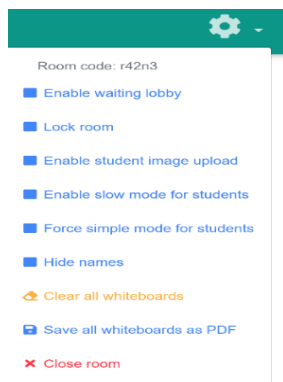 Room code: r42n3
Enable waiting lobby
Lock room
Enable student image upload
Enable slow mode for students
Force simple mode for students
Hide names
Clear all whiteboards
Save all whiteboards as PDF
Close room